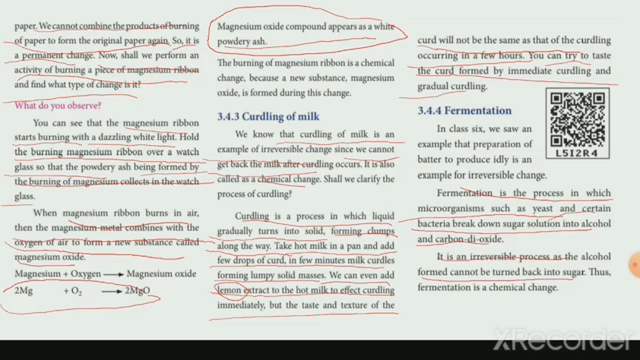 paper. We cannot combine the products of burning
of paper to form the original paper again. So, it is
a permanent change. Now, shall we perform an
activity of burning a piece of magnesium ribbon
and find what type of change is it?
What do you observe?
You can see that the magnesium ribbon
starts burning with a dazzling white light. Hold
the burning magnesium ribbon over a watch
glass so that the powdery ash being formed by
the burning of magnesium collects in the watch
glass.
When magnesium ribbon burns in air,
then the magnesium metal combines with the
oxygen of air to form a new substance called
magnesium oxide.
Magnesium + Oxygen ⟶ Magnesium oxide
2Mg + O₂ ⟶ 2MgO
Magnesium oxide compound appears as a white
powdery ash.
The burning of magnesium ribbon is a chemical
change, because a new substance, magnesium
oxide, is formed during this change.
3.4.3 Curdling of milk
We know that curdling of milk is an
example of irreversible change since we cannot
get back the milk after curdling occurs. It is also
called as a chemical change. Shall we clarify
the process of curdling?
Curdling is a process in which liquid
gradually turns into solid, forming clumps
along the way. Take hot milk in a pan and add
few drops of curd, in few minutes milk curdles
forming lumpy solid masses. We can even add
lemon extract to the hot milk to effect curdling
immediately, but the taste and texture of the
curd will not be the same as that of the curdling
occurring in a few hours. You can try to taste
the curd formed by immediate curdling and
gradual curdling.
3.4.4 Fermentation
In class six, we saw an
example that preparation of
batter to produce idly is an
example for irreversible change.
L5I2R4
Fermentation is the process in which
microorganisms such as yeast and certain
bacteria break down sugar solution into alcohol
and carbon-di-oxide.
It is an irreversible process as the alcohol
formed cannot be turned back into sugar. Thus,
fermentation is a chemical change.
XRecorder